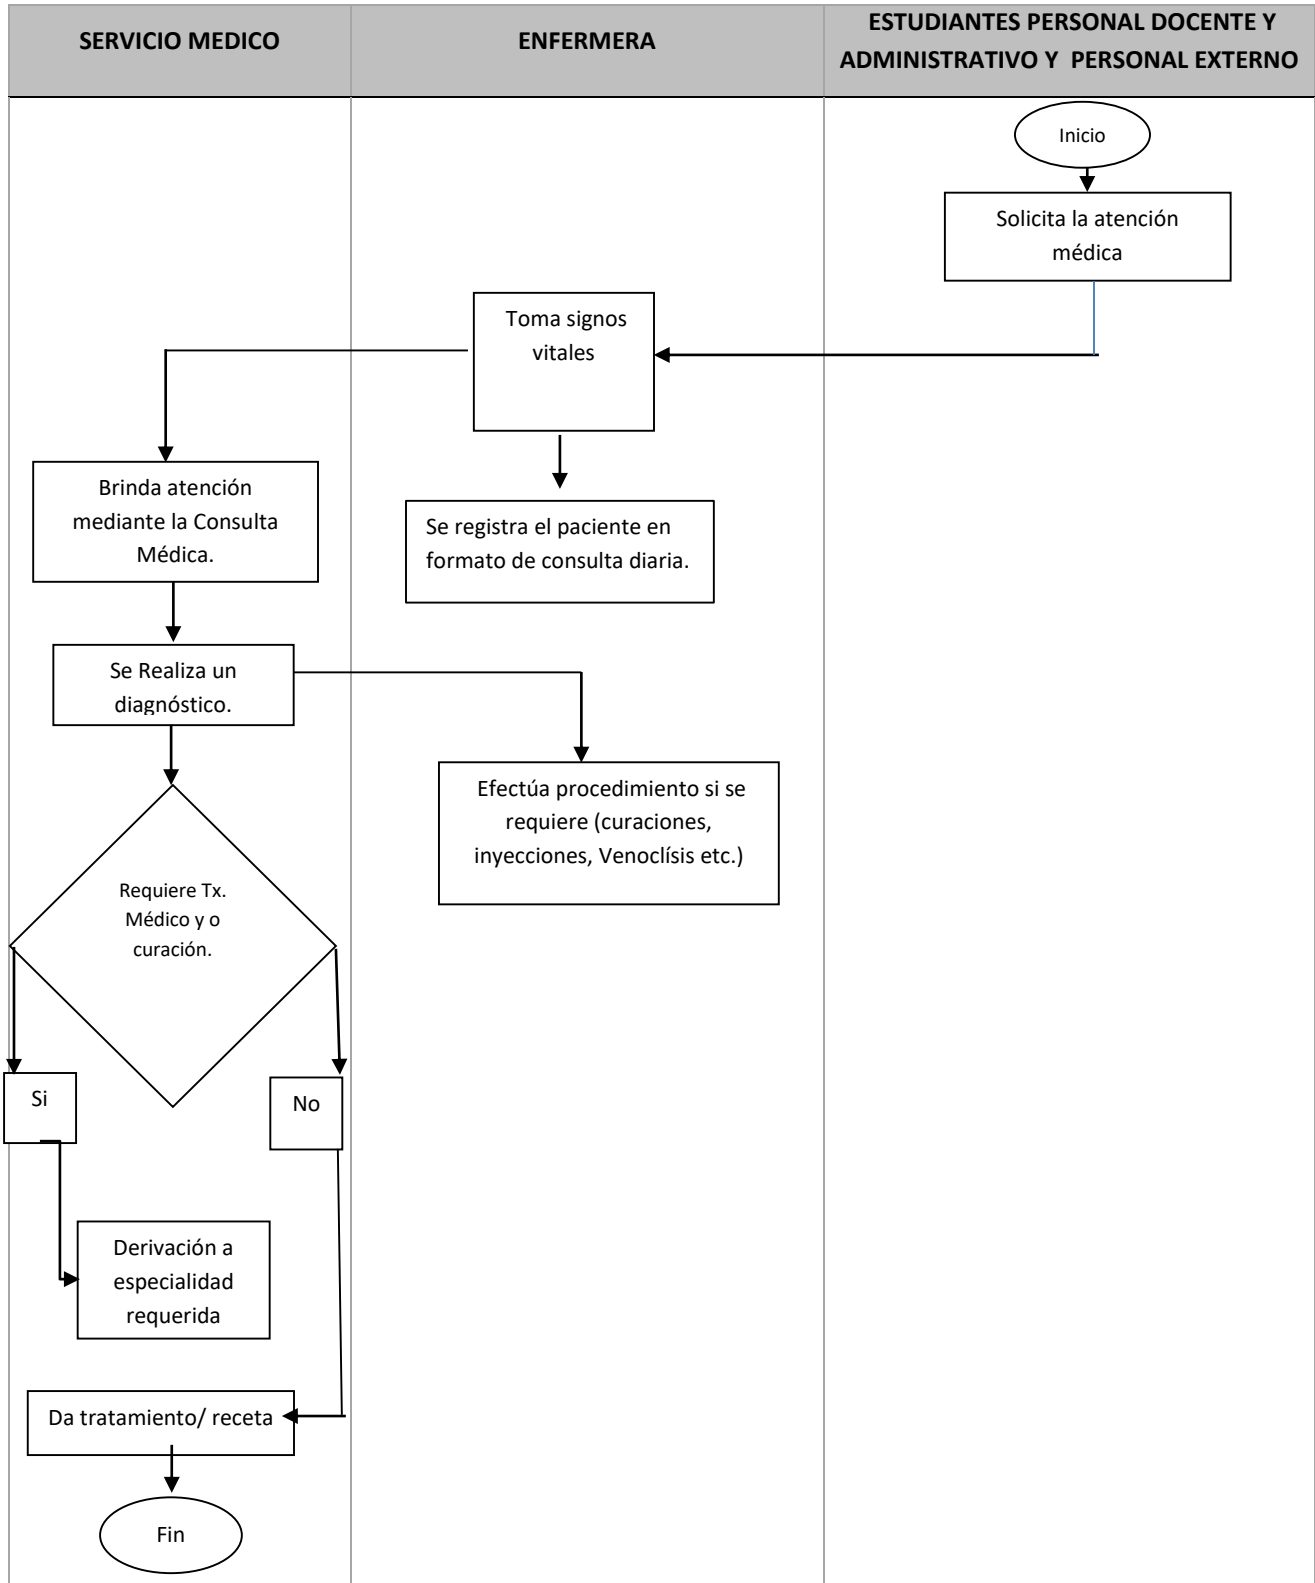 SERVICIO MEDICO
ENFERMERA
ESTUDIANTES PERSONAL DOCENTE Y
ADMINISTRATIVO Y PERSONAL EXTERNO
Inicio
Solicita la atención
médica
Toma signos
vitales
Brinda atención
mediante la Consulta
Médica.
Se registra el paciente en
formato de consulta diaria.
Se Realiza un
diagnóstico.
Efectúa procedimiento si se
requiere (curaciones,
inyecciones, Venoclísis etc.)
Requiere Tx.
Médico y o
curación.
Si
No
Derivación a
especialidad
requerida
Da tratamiento/ receta
Fin